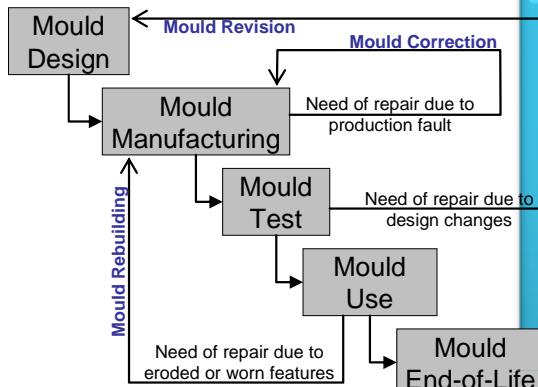 Mould
Design
Mould Revision
Mould Correction
Mould
Manufacturing
Need of repair due to
production fault
Mould Rebuilding
Mould
Test
Need of repair due to
design changes
Mould
Use
Need of repair due to
eroded or worn features
Mould
End-of-Life